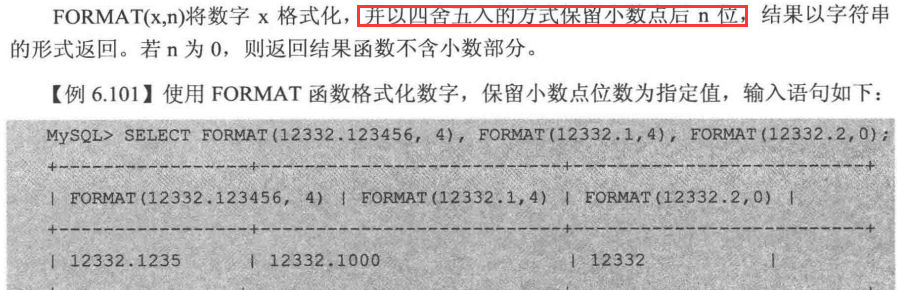 FORMAT(x,n)将数字 x 格式化，并以四舍五入的方式保留小数点后 n 位，结果以字符串
的形式返回。若 n 为 0，则返回结果函数不含小数部分。
【例 6.101】使用 FORMAT 函数格式化数字，保留小数点位数为指定值，输入语句如下：
MySQL> SELECT FORMAT(12332.123456, 4), FORMAT(12332.1,4), FORMAT(12332.2,0);
+------------------+----------------------+---------------------+
| FORMAT(12332.123456, 4) | FORMAT(12332.1,4) | FORMAT(12332.2,0) |
+------------------+----------------------+---------------------+
| 12332.1235 | 12332.1000 | 12332 |